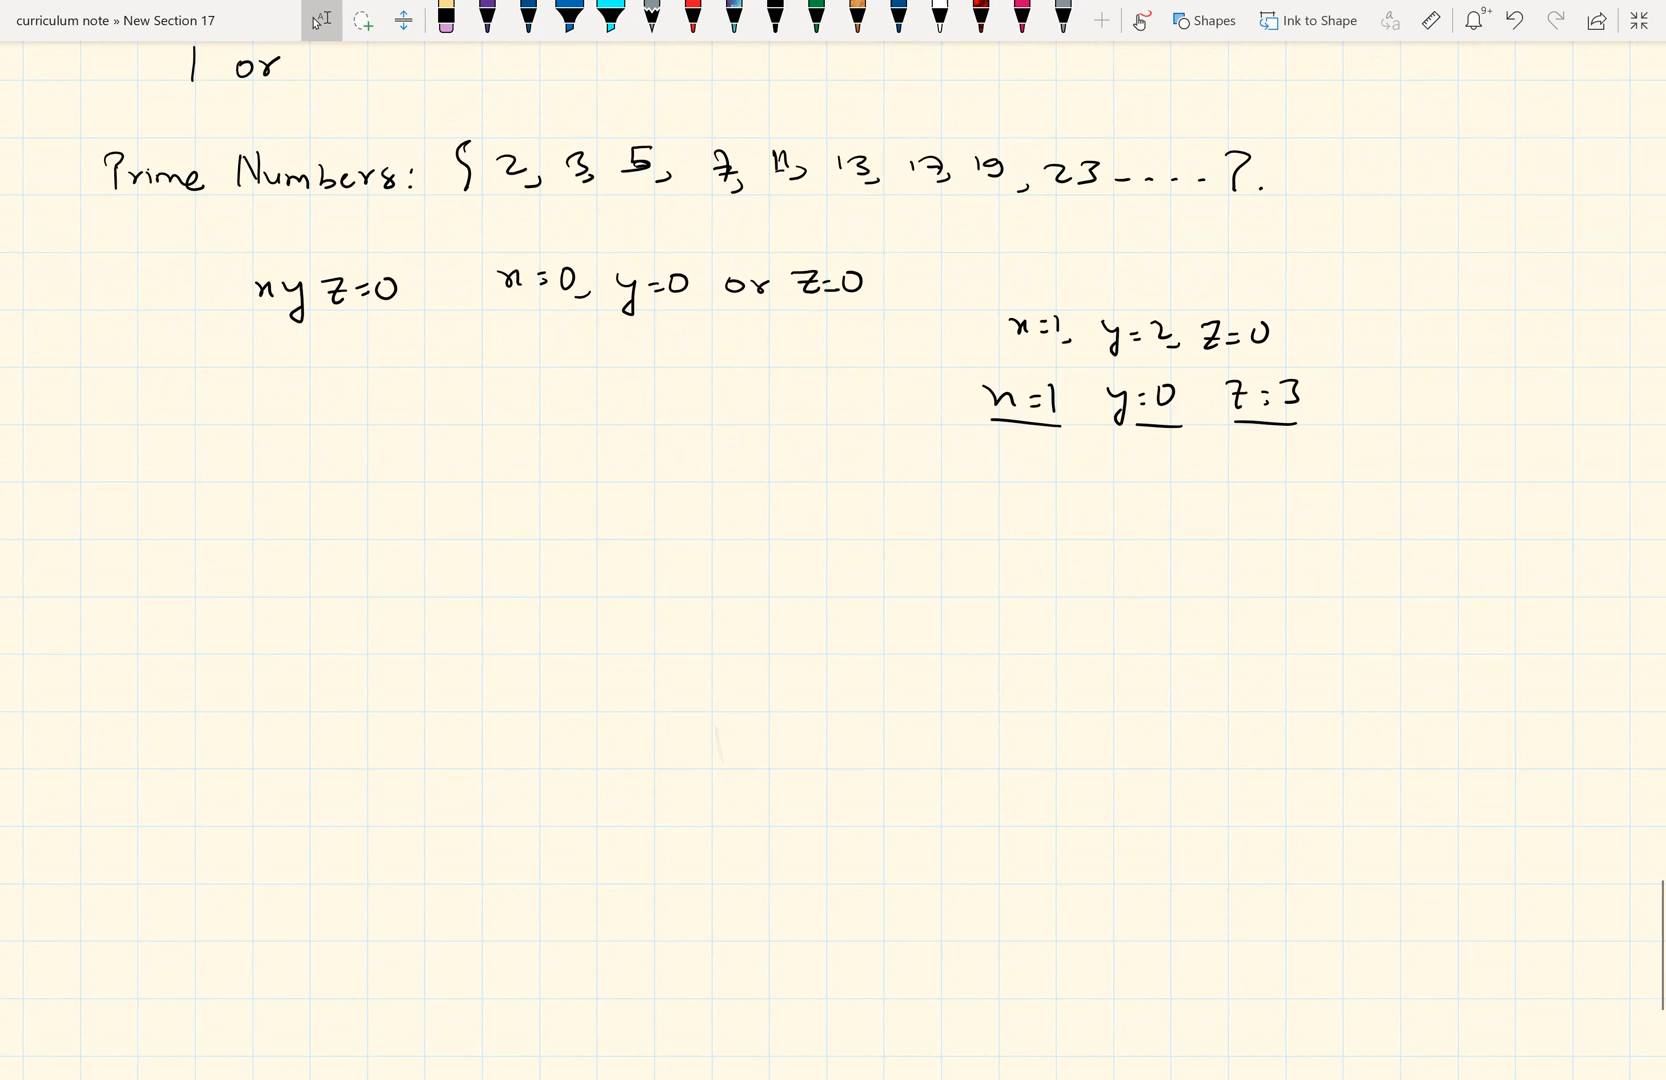 curriculum note » New Section 17
Shapes Ink to Shape 9+
1 or
Prime Numbers: { 2, 3, 5, 7, 11, 13, 17, 19, 23 - - - - }.
x y z = 0 x = 0, y = 0 or z = 0
x = 1, y = 2, z = 0
x = 1 y = 0 z = 3